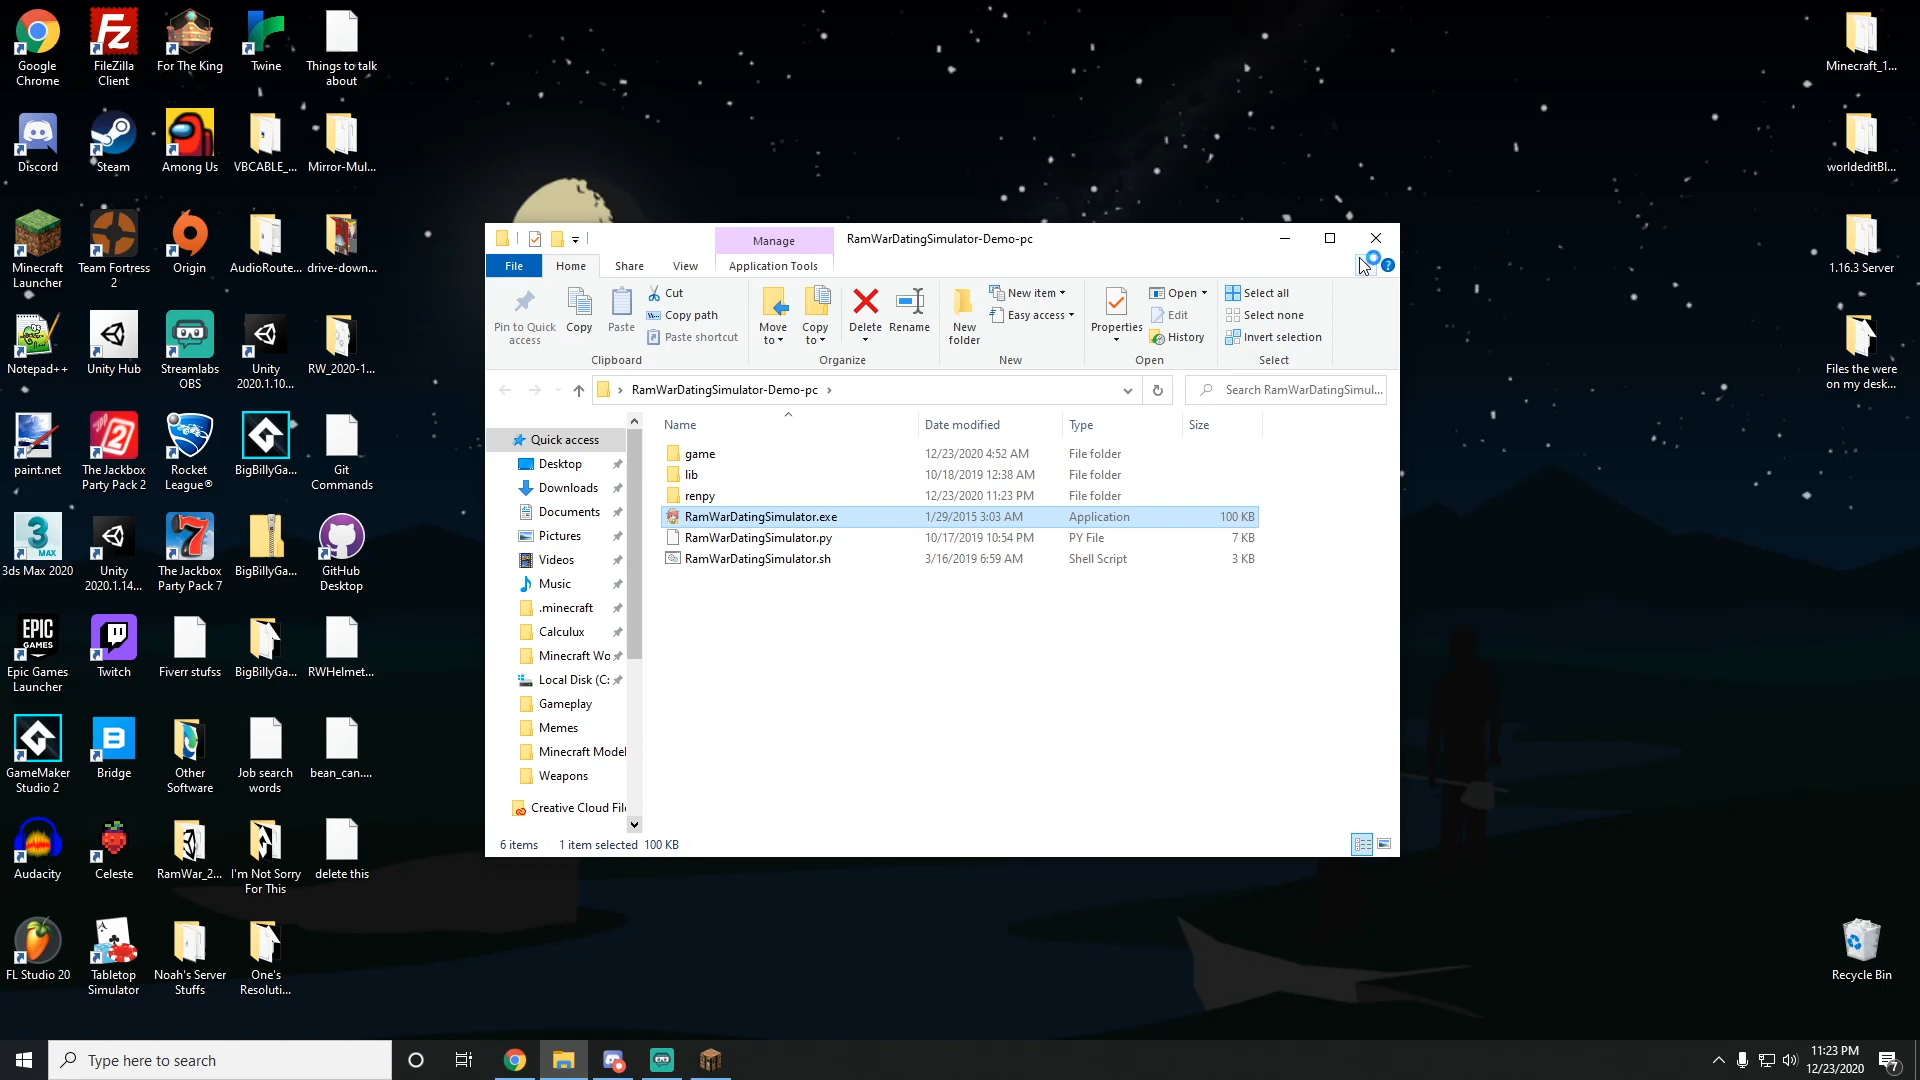 Google
Chrome
FileZilla
Client
For The King
Twine
Things to talk
about
Discord
Steam
Among Us
VBCABLE_...
Mirror-Mul...
Minecraft
Launcher
Team Fortress
2
Origin
AudioRoute...
drive-down...
Notepad++
Unity Hub
Streamlabs
OBS
Unity
2020.1.10...
RW_2020-1...
paint.net
The Jackbox
Party Pack 2
Rocket
League®
BigBillyGa...
Git
Commands
3ds Max 2020
Unity
2020.1.14...
The Jackbox
Party Pack 7
BigBillyGa...
GitHub
Desktop
Epic Games
Launcher
Twitch
Fiverr stufss
BigBillyGa...
RWHelmet...
GameMaker
Studio 2
Bridge
Other
Software
Job search
words
bean_can....
Audacity
Celeste
RamWar_2...
I'm Not Sorry
For This
delete this
FL Studio 20
Tabletop
Simulator
Noah's Server
Stuffs
One's
Resoluti...
Manage
RamWarDatingSimulator-Demo-pc
File
Home
Share
View
Application Tools
Pin to Quick
access
Copy
Paste
Cut
Copy path
Paste shortcut
Clipboard
Move
to
Copy
to
Delete
Rename
Organize
New
folder
New item
Easy access
New
Properties
Open
Edit
History
Open
Select all
Select none
Invert selection
Select
RamWarDatingSimulator-Demo-pc
Search RamWarDatingSimul...
Quick access
Desktop
Downloads
Documents
Pictures
Videos
Music
.minecraft
Calculux
Minecraft Wo
Local Disk (C:
Gameplay
Memes
Minecraft Model
Weapons
Creative Cloud File
Name Date modified Type Size
game 12/23/2020 4:52 AM File folder
lib 10/18/2019 12:38 AM File folder
renpy 12/23/2020 11:23 PM File folder
RamWarDatingSimulator.exe 1/29/2015 3:03 AM Application 100 KB
RamWarDatingSimulator.py 10/17/2019 10:54 PM PY File 7 KB
RamWarDatingSimulator.sh 3/16/2019 6:59 AM Shell Script 3 KB
6 items 1 item selected 100 KB
Minecraft_1...
worldeditBl...
1.16.3 Server
Files the were
on my desk...
Recycle Bin
Type here to search
11:23 PM
12/23/2020
7